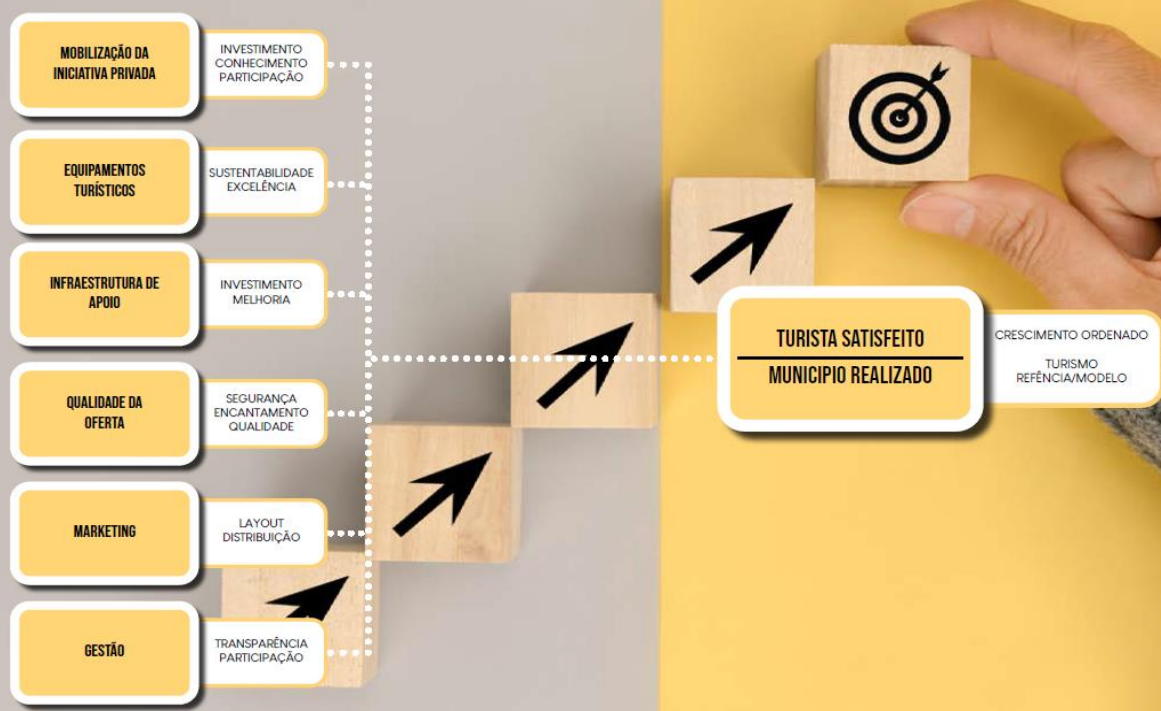 MOBILIZAÇÃO DA
INICIATIVA PRIVADA
INVESTIMENTO
CONHECIMENTO
PARTICIPAÇÃO
EQUIPAMENTOS
TURÍSTICOS
SUSTENTABILIDADE
EXCELÊNCIA
INFRAESTRUTURA DE
APOIO
INVESTIMENTO
MELHORIA
QUALIDADE DA
OFERTA
SEGURANÇA
ENCANTAMENTO
QUALIDADE
MARKETING
LAYOUT
DISTRIBUIÇÃO
GESTÃO
TRANSPARÊNCIA
PARTICIPAÇÃO
TURISTA SATISFEITO
MUNICIPIO REALIZADO
CRESCIMENTO ORDENADO
TURISMO
REFÊNCIA/MODELO